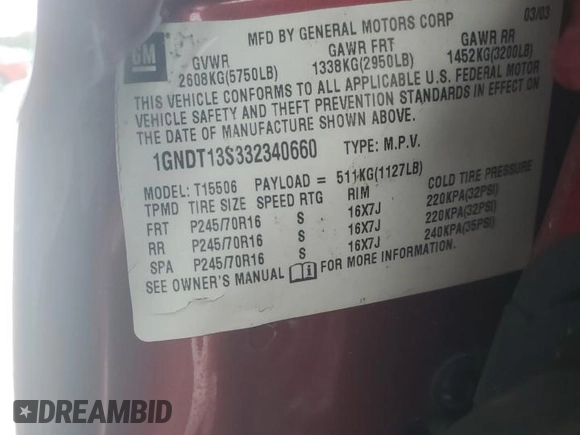 GM
MFD BY GENERAL MOTORS CORP 03/03
GVWR GAWR FRT GAWR RR
2608KG(5750LB) 1338KG(2950LB) 1452KG(3200LB)
THIS VEHICLE CONFORMS TO ALL APPLICABLE U.S. FEDERAL MOTOR
VEHICLE SAFETY AND THEFT PREVENTION STANDARDS IN EFFECT ON
THE DATE OF MANUFACTURE SHOWN ABOVE.
1GNDT13S332340660 TYPE: M.P.V.
MODEL: T15506 PAYLOAD = 511KG(1127LB)
TPMD TIRE SIZE SPEED RTG RIM COLD TIRE PRESSURE
FRT P245/70R16 S 16X7J 220KPA(32PSI)
RR P245/70R16 S 16X7J 220KPA(32PSI)
SPA P245/70R16 S 16X7J 240KPA(35PSI)
SEE OWNER'S MANUAL FOR MORE INFORMATION.
DREAMBID